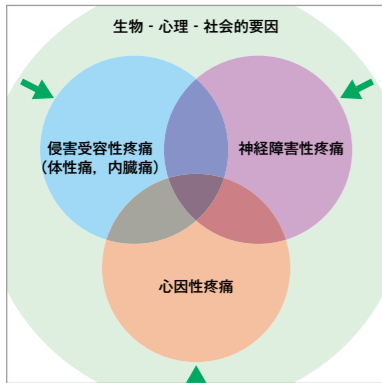 生物‐心理‐社会的要因
侵害受容性疼痛
（体性痛，内臓痛）
神経障害性疼痛
心因性疼痛